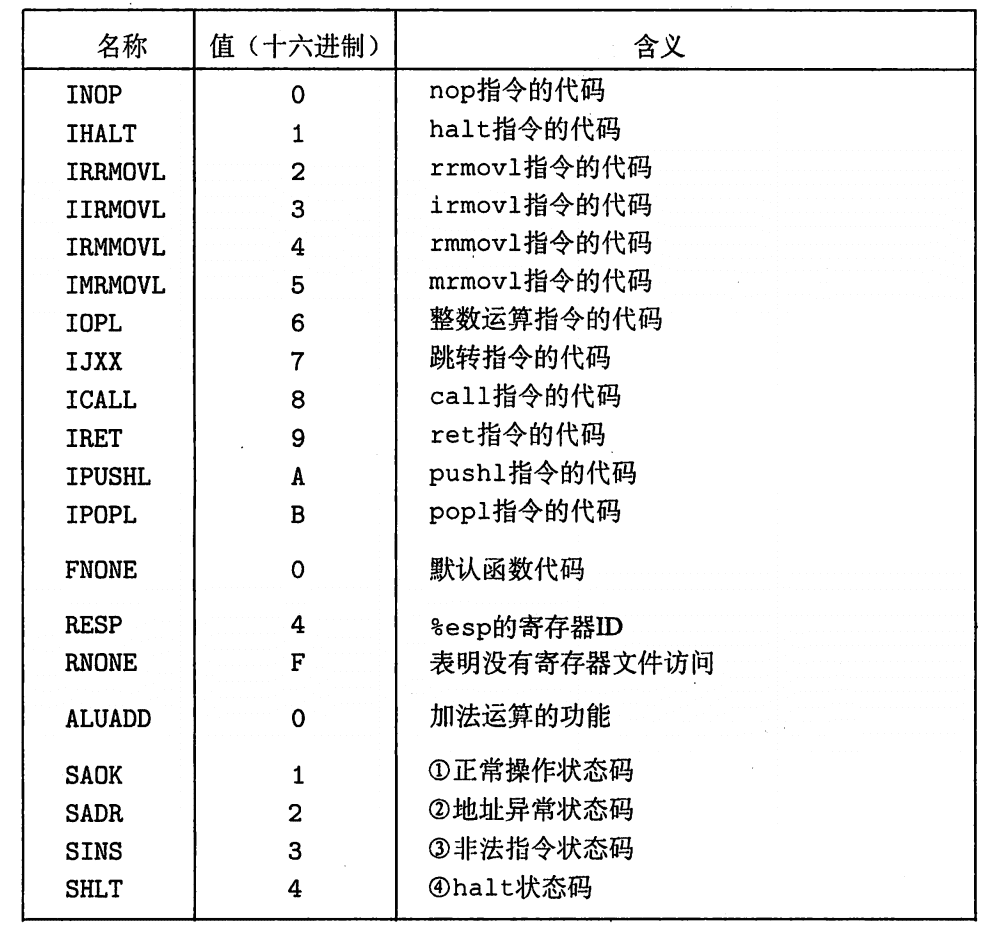 名称 值（十六进制） 含义
INOP 0 nop指令的代码
IHALT 1 halt指令的代码
IRRMOVL 2 rrmovl指令的代码
IIRMOVL 3 irmovl指令的代码
IRMMOVL 4 rmmovl指令的代码
IMRMOVL 5 mrmovl指令的代码
IOPL 6 整数运算指令的代码
IJXX 7 跳转指令的代码
ICALL 8 call指令的代码
IRET 9 ret指令的代码
IPUSHL A pushl指令的代码
IPOPL B popl指令的代码
FNONE 0 默认函数代码
RESP 4 %esp的寄存器ID
RNONE F 表明没有寄存器文件访问
ALUADD 0 加法运算的功能
SAOK 1 ①正常操作状态码
SADR 2 ②地址异常状态码
SINS 3 ③非法指令状态码
SHLT 4 ④halt状态码